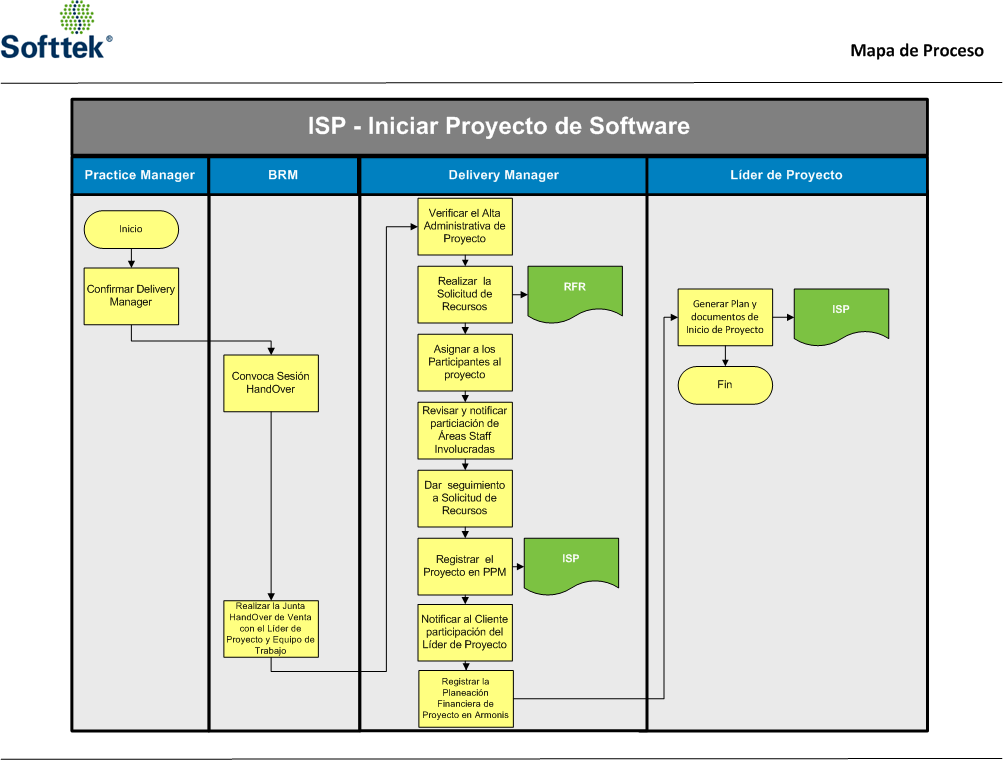 Softtek®
Mapa de Proceso
ISP - Iniciar Proyecto de Software
Practice Manager
BRM
Delivery Manager
Líder de Proyecto
Inicio
Confirmar Delivery
Manager
Convoca Sesión
HandOver
Realizar la Junta
HandOver de Venta
con el Líder de
Proyecto y Equipo de
Trabajo
Verificar el Alta
Administrativa de
Proyecto
Realizar la
Solicitud de
Recursos
RFR
Asignar a los
Participantes al
proyecto
Revisar y notificar
particiación de
Áreas Staff
Involucradas
Dar seguimiento
a Solicitud de
Recursos
Registrar el
Proyecto en PPM
ISP
Notificar al Cliente
participación del
Líder de Proyecto
Registrar la
Planeación
Financiera de
Proyecto en Armonis
Generar Plan y
documentos de
Inicio de Proyecto
ISP
Fin